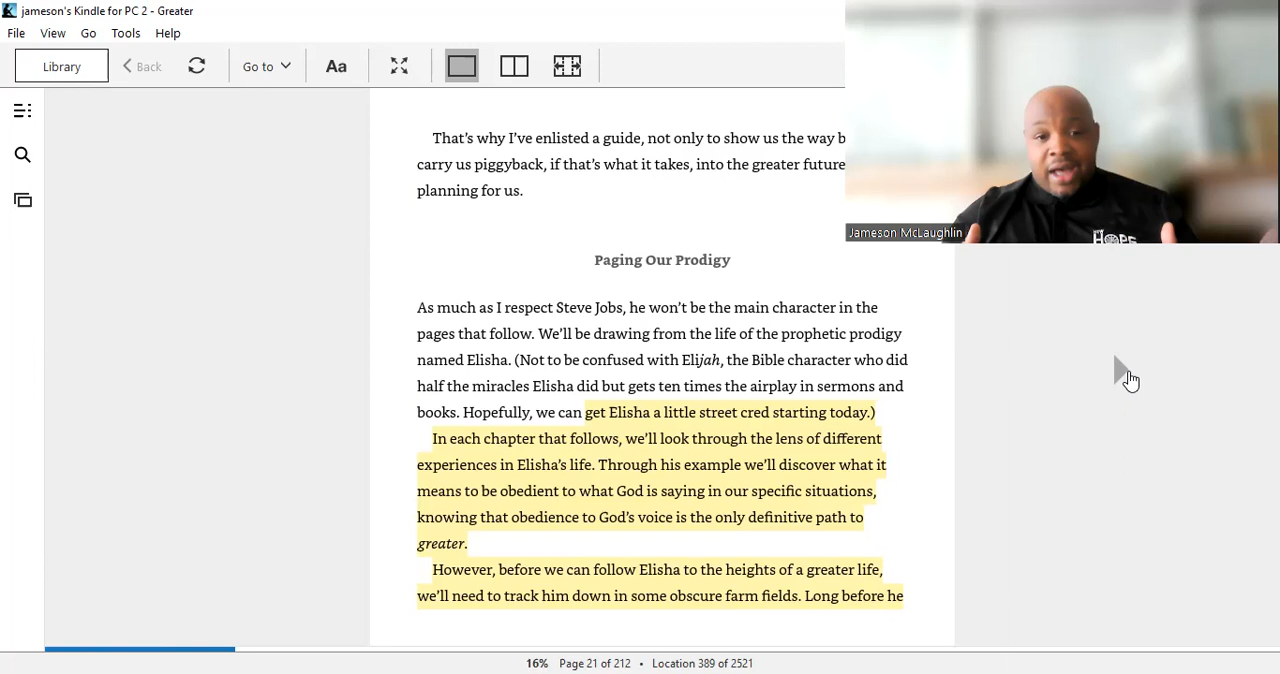 jameson's Kindle for PC 2 - Greater
File View Go Tools Help
Library Back Go to Aa
That's why I've enlisted a guide, not only to show us the way b
carry us piggyback, if that's what it takes, into the greater future
planning for us.
Jameson McLaughlin
HOPE
Paging Our Prodigy
As much as I respect Steve Jobs, he won't be the main character in the
pages that follow. We'll be drawing from the life of the prophetic prodigy
named Elisha. (Not to be confused with Elijah, the Bible character who did
half the miracles Elisha did but gets ten times the airplay in sermons and
books. Hopefully, we can get Elisha a little street cred starting today.)
In each chapter that follows, we'll look through the lens of different
experiences in Elisha's life. Through his example we'll discover what it
means to be obedient to what God is saying in our specific situations,
knowing that obedience to God's voice is the only definitive path to
greater.
However, before we can follow Elisha to the heights of a greater life,
we'll need to track him down in some obscure farm fields. Long before he
16% Page 21 of 212 • Location 389 of 2521